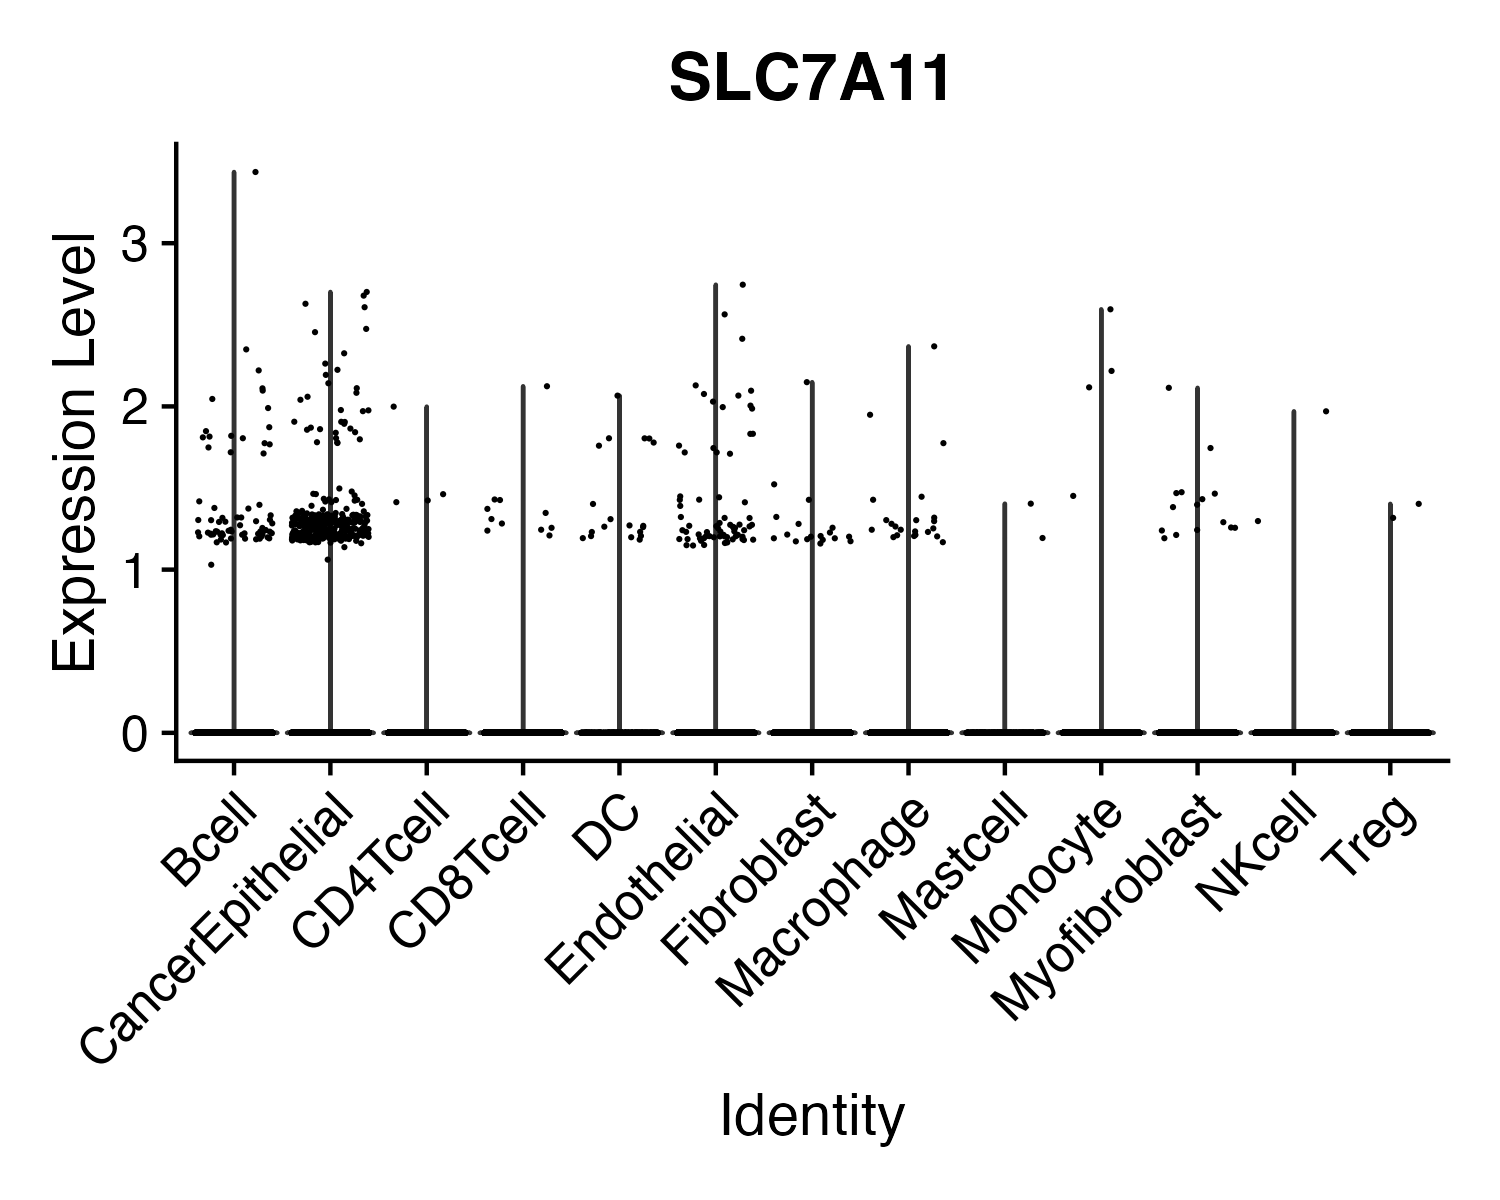 SLC7A11
Expression Level
3
2
1
0
Bcell
CancerEpithelial
CD4Tcell
CD8Tcell
DC
Endothelial
Fibroblast
Macrophage
Mastcell
Monocyte
Myofibroblast
NKcell
Treg
Identity